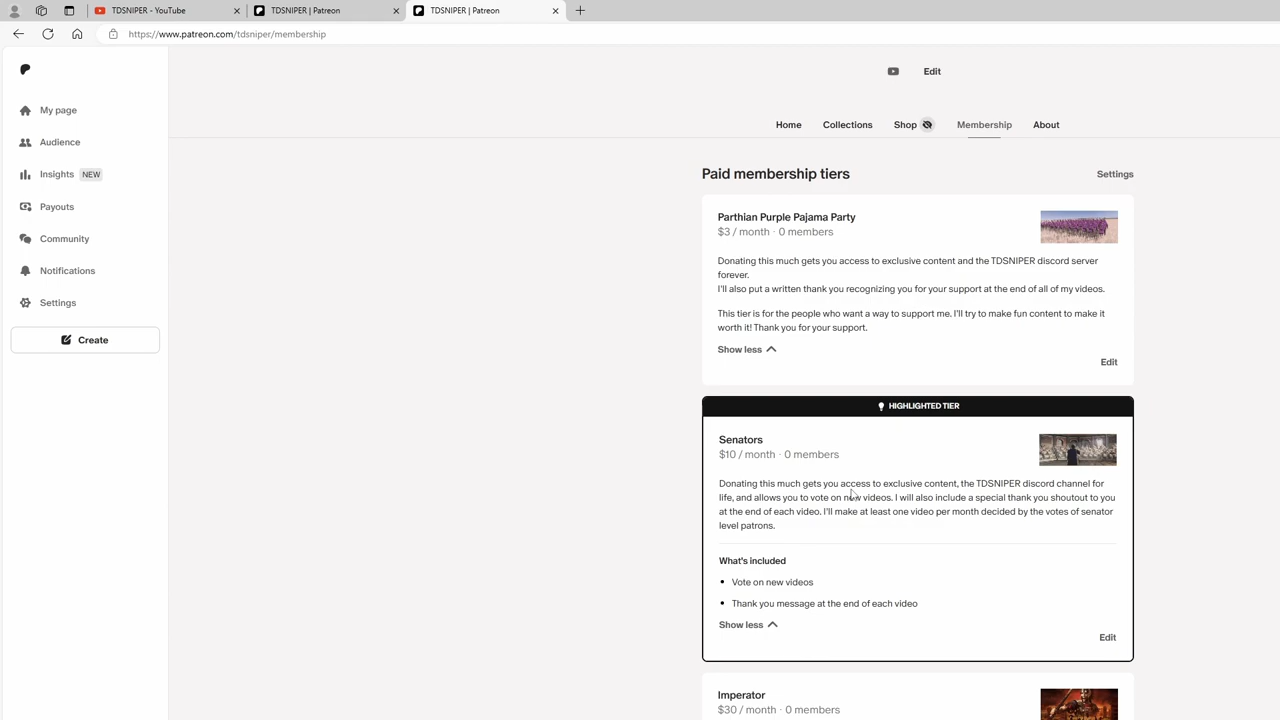 TDSNIPER - YouTube
TDSNIPER | Patreon
TDSNIPER | Patreon
https://www.patreon.com/tdsniper/membership
My page
Audience
Insights NEW
Payouts
Community
Notifications
Settings
Create
Edit
Home Collections Shop Membership About
Paid membership tiers
Settings
Parthian Purple Pajama Party
$3 / month · 0 members
Donating this much gets you access to exclusive content and the TDSNIPER discord server
forever.
I'll also put a written thank you recognizing you for your support at the end of all of my videos.
This tier is for the people who want a way to support me. I'll try to make fun content to make it
worth it! Thank you for your support.
Show less
Edit
HIGHLIGHTED TIER
Senators
$10 / month · 0 members
Donating this much gets you access to exclusive content, the TDSNIPER discord channel for
life, and allows you to vote on new videos. I will also include a special thank you shoutout to you
at the end of each video. I'll make at least one video per month decided by the votes of senator
level patrons.
What's included
Vote on new videos
Thank you message at the end of each video
Show less
Edit
Imperator
$30 / month · 0 members